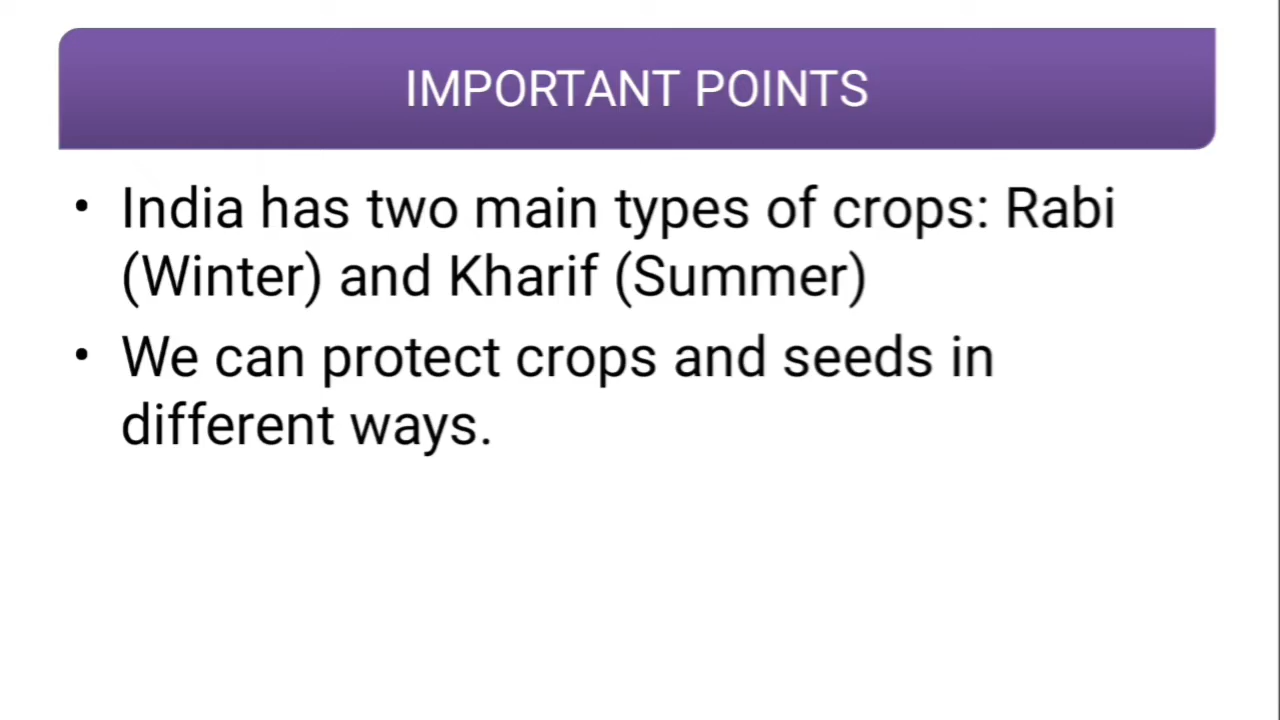 IMPORTANT POINTS
• India has two main types of crops: Rabi
(Winter) and Kharif (Summer)
• We can protect crops and seeds in
different ways.